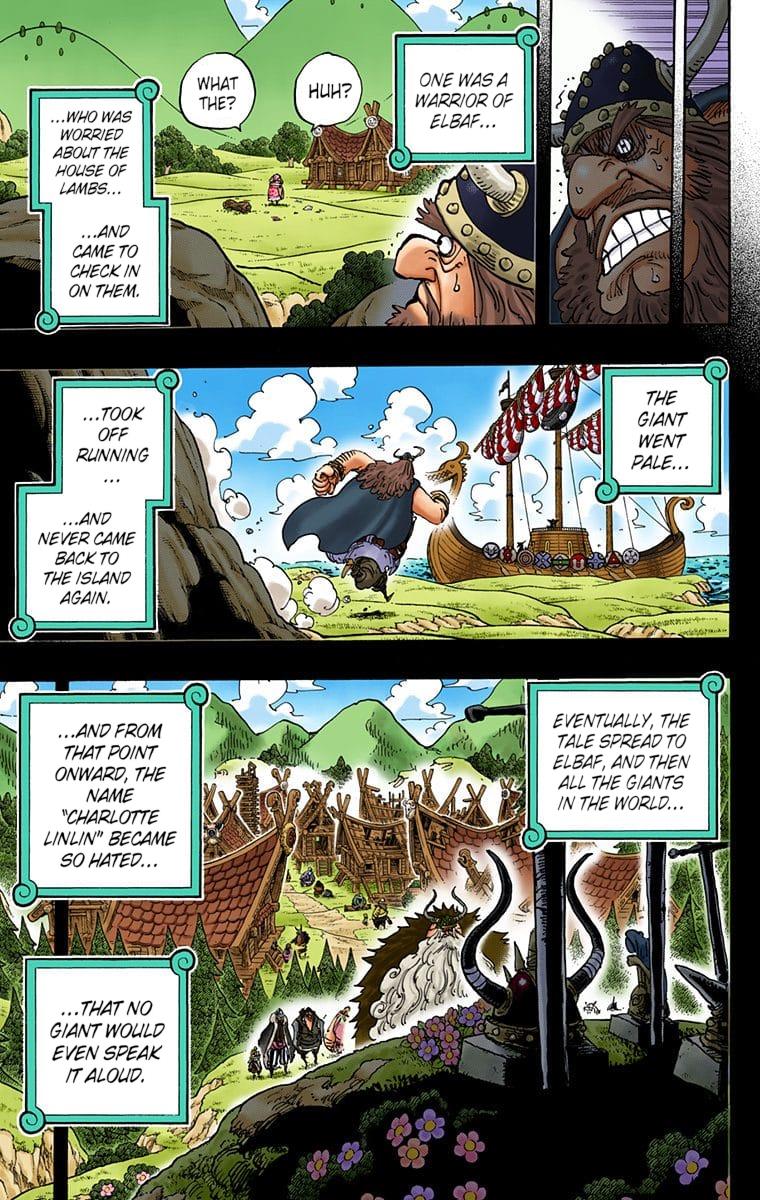 ONE WAS A
WARRIOR OF
ELBAF...
HUH?
WHAT
THE?
...WHO WAS
WORRIED
ABOUT THE
HOUSE OF
LAMBS...
...AND
CAME TO
CHECK IN
ON THEM.
THE
GIANT
WENT
PALE...
...TOOK
OFF
RUNNING
...
...AND
NEVER CAME
BACK TO
THE ISLAND
AGAIN.
EVENTUALLY, THE
TALE SPREAD TO
ELBAF, AND THEN
ALL THE GIANTS
IN THE WORLD...
...AND FROM
THAT POINT
ONWARD, THE
NAME
"CHARLOTTE
LINLIN" BECAME
SO HATED...
...THAT NO
GIANT WOULD
EVEN SPEAK
IT ALOUD.